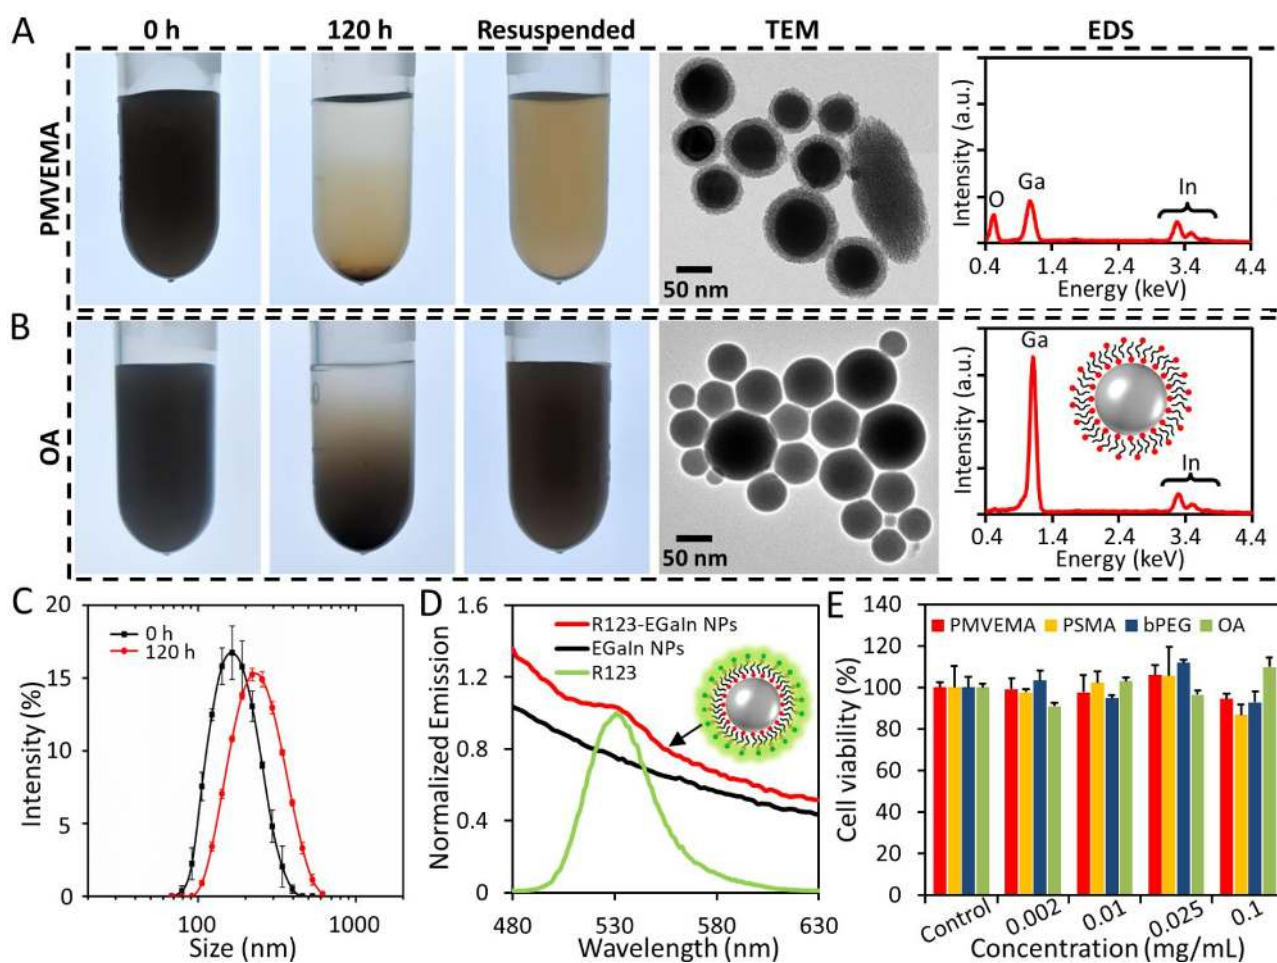 A 0 h 120 h Resuspended TEM EDS
PMVEMA
50 nm
Intensity (a.u.)
O Ga In
0.4 1.4 2.4 3.4 4.4
Energy (keV)
B
OA
50 nm
Intensity (a.u.)
Ga
In
0.4 1.4 2.4 3.4 4.4
Energy (keV)
C
Intensity (%)
20
15
10
5
0
0 h
120 h
100 1000
Size (nm)
D
Normalized Emission
1.6
1.2
0.8
0.4
0
R123-EGaIn NPs
EGaIn NPs
R123
480 530 580 630
Wavelength (nm)
E
Cell viability (%)
140
120
100
80
60
40
20
0
PMVEMA PSMA bPEG OA
Control 0.002 0.01 0.025 0.1
Concentration (mg/mL)